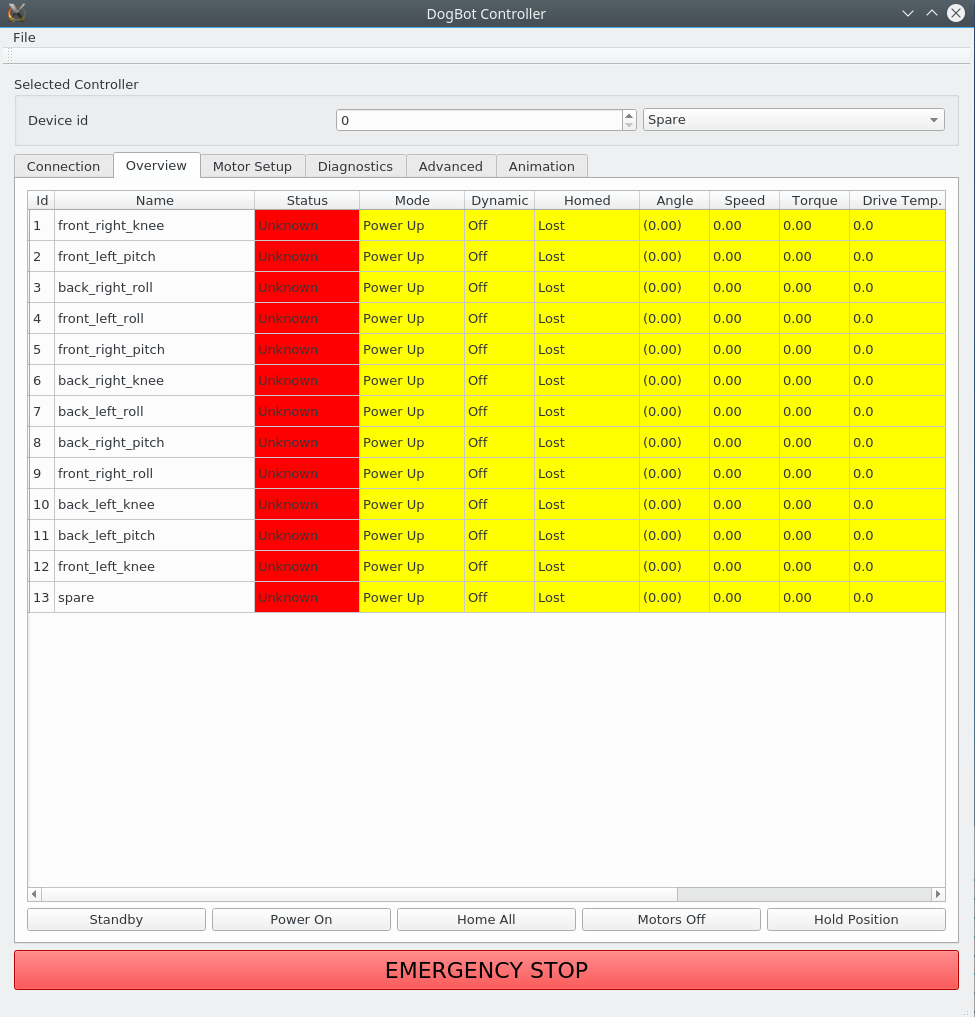 DogBot Controller
File
Selected Controller
Device id 0 Spare
Connection Overview Motor Setup Diagnostics Advanced Animation
Id Name Status Mode Dynamic Homed Angle Speed Torque Drive Temp.
1 front_right_knee Unknown Power Up Off Lost (0.00) 0.00 0.00 0.0
2 front_left_pitch Unknown Power Up Off Lost (0.00) 0.00 0.00 0.0
3 back_right_roll Unknown Power Up Off Lost (0.00) 0.00 0.00 0.0
4 front_left_roll Unknown Power Up Off Lost (0.00) 0.00 0.00 0.0
5 front_right_pitch Unknown Power Up Off Lost (0.00) 0.00 0.00 0.0
6 back_right_knee Unknown Power Up Off Lost (0.00) 0.00 0.00 0.0
7 back_left_roll Unknown Power Up Off Lost (0.00) 0.00 0.00 0.0
8 back_right_pitch Unknown Power Up Off Lost (0.00) 0.00 0.00 0.0
9 front_right_roll Unknown Power Up Off Lost (0.00) 0.00 0.00 0.0
10 back_left_knee Unknown Power Up Off Lost (0.00) 0.00 0.00 0.0
11 back_left_pitch Unknown Power Up Off Lost (0.00) 0.00 0.00 0.0
12 front_left_knee Unknown Power Up Off Lost (0.00) 0.00 0.00 0.0
13 spare Unknown Power Up Off Lost (0.00) 0.00 0.00 0.0
Standby Power On Home All Motors Off Hold Position
EMERGENCY STOP